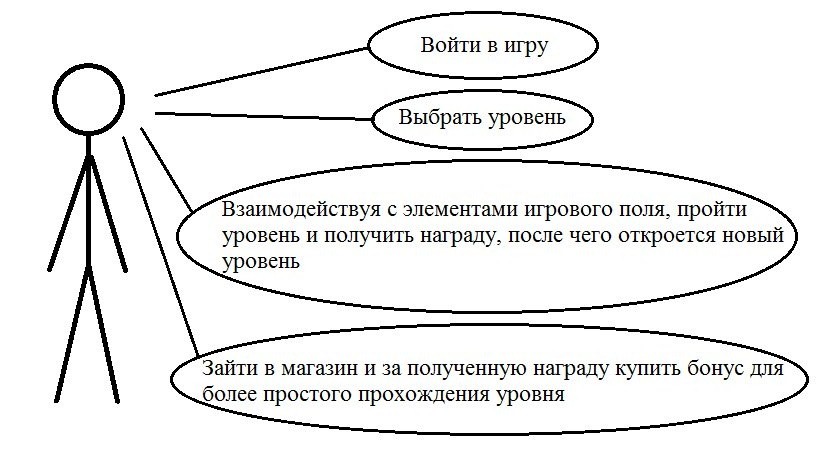 Войти в игру
Выбрать уровень
Взаимодействуя с элементами игрового поля, пройти
уровень и получить награду, после чего откроется новый
уровень
Зайти в магазин и за полученную награду купить бонус для
более простого прохождения уровня